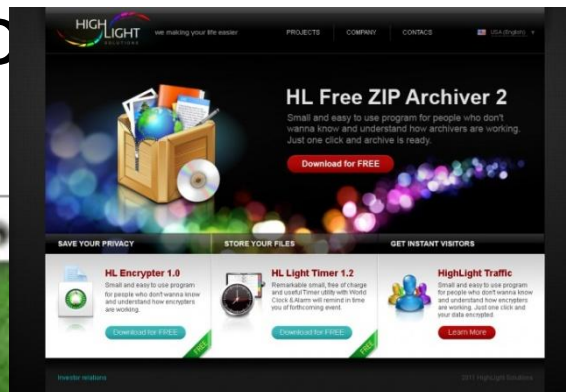 HIGH
LIGHT
SOLUTIONS
we making your life easier
PROJECTS COMPANY CONTACS
USA (English)
HL Free ZIP Archiver 2
Small and easy to use program for people who don't
wanna know and understand how archivers are working.
Just one click and archive is ready.
Download for FREE
SAVE YOUR PRIVACY
STORE YOUR FILES
GET INSTANT VISITORS
HL Encrypter 1.0
Small and easy to use program
for people who don't wanna know
and understand how encrypters
are working.
Download for FREE
FREE
HL Light Timer 1.2
Remarkable small, free of charge
and usefulTimer utility with World
Clock & Alarm will remind in time
you of forthcoming event.
Download for FREE
FREE
HighLight Traffic
Small and easy to use program
for people who don't wanna know
and understand how encrypters
are working. Just one click and
your data encrypted.
Learn More
Investor relations
2011 HighLight Solutions